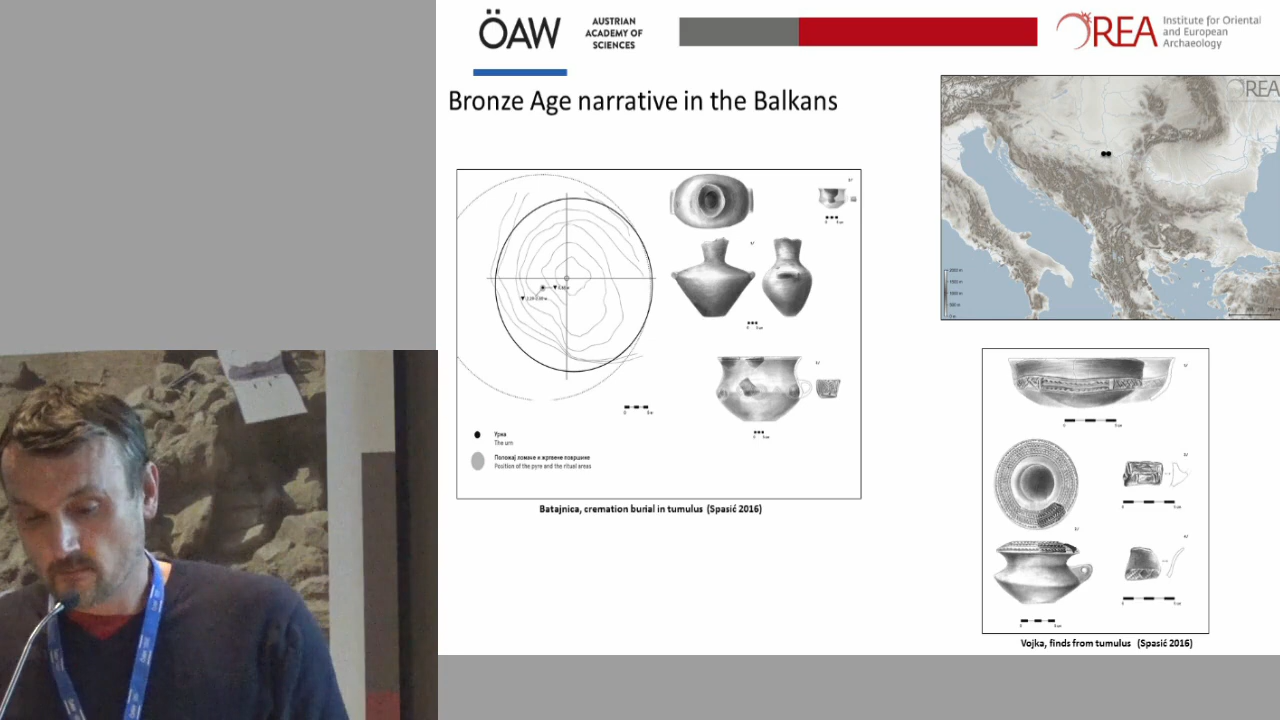 ÖAW
AUSTRIAN
ACADEMY OF
SCIENCES
OREA
Institute for Oriental
and European
Archaeology
Bronze Age narrative in the Balkans
OREA
Урна
The urn
Положај ломаче и жртвене површине
Position of the pyre and the ritual areas
Batajnica, cremation burial in tumulus (Spasić 2016)
Vojka, finds from tumulus (Spasić 2016)